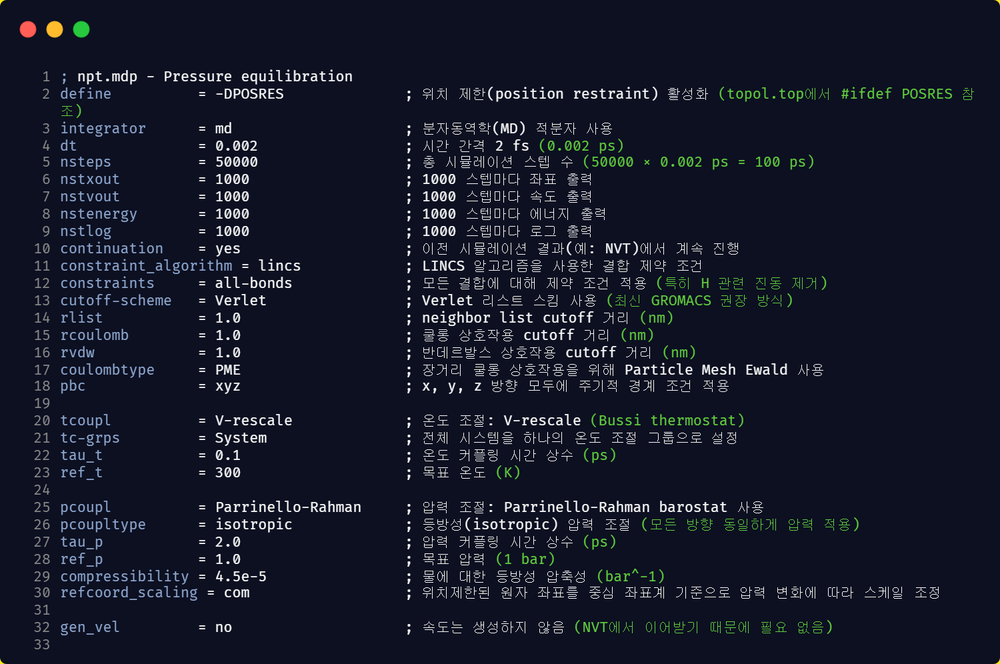 1 ; npt.mdp - Pressure equilibration
2 define = -DPOSRES ; 위치 제한(position restraint) 활성화 (topol.top에서 #ifdef POSRES 참
조)
3 integrator = md ; 분자동역학(MD) 적분자 사용
4 dt = 0.002 ; 시간 간격 2 fs (0.002 ps)
5 nsteps = 50000 ; 총 시뮬레이션 스텝 수 (50000 × 0.002 ps = 100 ps)
6 nstxout = 1000 ; 1000 스텝마다 좌표 출력
7 nstvout = 1000 ; 1000 스텝마다 속도 출력
8 nstenergy = 1000 ; 1000 스텝마다 에너지 출력
9 nstlog = 1000 ; 1000 스텝마다 로그 출력
10 continuation = yes ; 이전 시뮬레이션 결과(예: NVT)에서 계속 진행
11 constraint_algorithm = lincs ; LINCS 알고리즘을 사용한 결합 제약 조건
12 constraints = all-bonds ; 모든 결합에 대해 제약 조건 적용 (특히 H 관련 진동 제거)
13 cutoff-scheme = Verlet ; Verlet 리스트 스킴 사용 (최신 GROMACS 권장 방식)
14 rlist = 1.0 ; neighbor list cutoff 거리 (nm)
15 rcoulomb = 1.0 ; 쿨롱 상호작용 cutoff 거리 (nm)
16 rvdw = 1.0 ; 반데르발스 상호작용 cutoff 거리 (nm)
17 coulombtype = PME ; 장거리 쿨롱 상호작용을 위해 Particle Mesh Ewald 사용
18 pbc = xyz ; x, y, z 방향 모두에 주기적 경계 조건 적용
19
20 tcoupl = V-rescale ; 온도 조절: V-rescale (Bussi thermostat)
21 tc-grps = System ; 전체 시스템을 하나의 온도 조절 그룹으로 설정
22 tau_t = 0.1 ; 온도 커플링 시간 상수 (ps)
23 ref_t = 300 ; 목표 온도 (K)
24
25 pcoupl = Parrinello-Rahman ; 압력 조절: Parrinello-Rahman barostat 사용
26 pcoupltype = isotropic ; 등방성(isotropic) 압력 조절 (모든 방향 동일하게 압력 적용)
27 tau_p = 2.0 ; 압력 커플링 시간 상수 (ps)
28 ref_p = 1.0 ; 목표 압력 (1 bar)
29 compressibility = 4.5e-5 ; 물에 대한 등방성 압축성 (bar^-1)
30 refcoord_scaling = com ; 위치제한된 원자 좌표를 중심 좌표계 기준으로 압력 변화에 따라 스케일 조정
31
32 gen_vel = no ; 속도는 생성하지 않음 (NVT에서 이어받기 때문에 필요 없음)
33